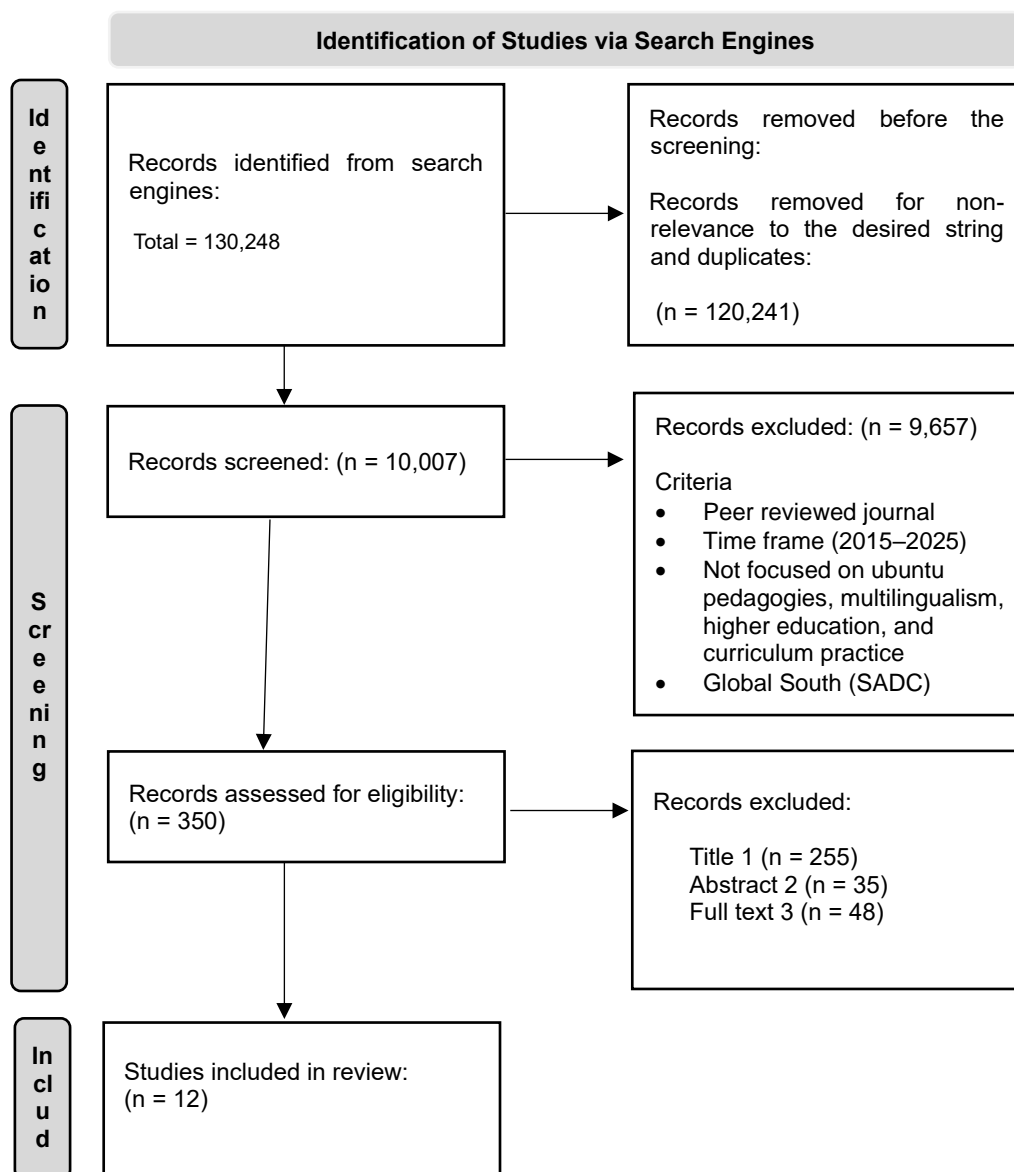 Identification of Studies via Search Engines
Id
e
nt
ifi
c
at
io
n
Records identified from search
engines:
Total = 130,248
Records removed before the
screening:
Records removed for non-
relevance to the desired string
and duplicates:
(n = 120,241)
S
cr
e
e
ni
n
g
Records screened: (n = 10,007)
Records excluded: (n = 9,657)
Criteria
• Peer reviewed journal
• Time frame (2015–2025)
• Not focused on ubuntu
pedagogies, multilingualism,
higher education, and
curriculum practice
• Global South (SADC)
Records assessed for eligibility:
(n = 350)
Records excluded:
Title 1 (n = 255)
Abstract 2 (n = 35)
Full text 3 (n = 48)
In
cl
u
d
Studies included in review:
(n = 12)